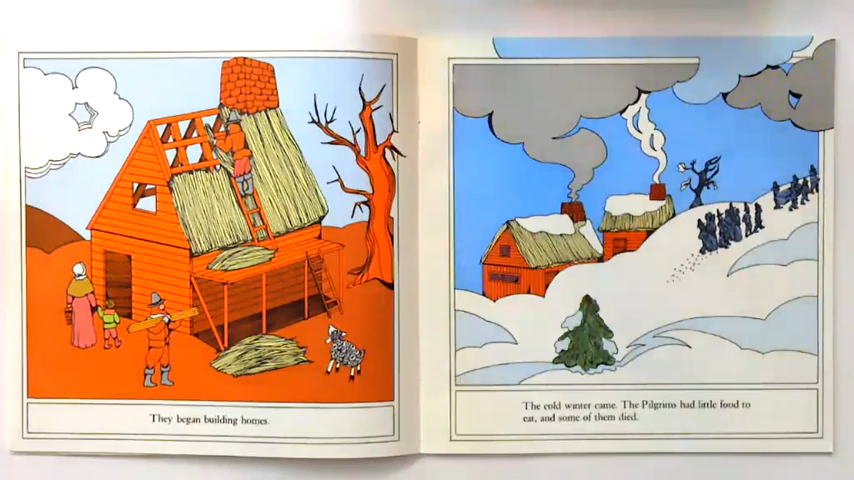 They began building homes.
The cold winter came. The Pilgrims had little food to
eat, and some of them died.